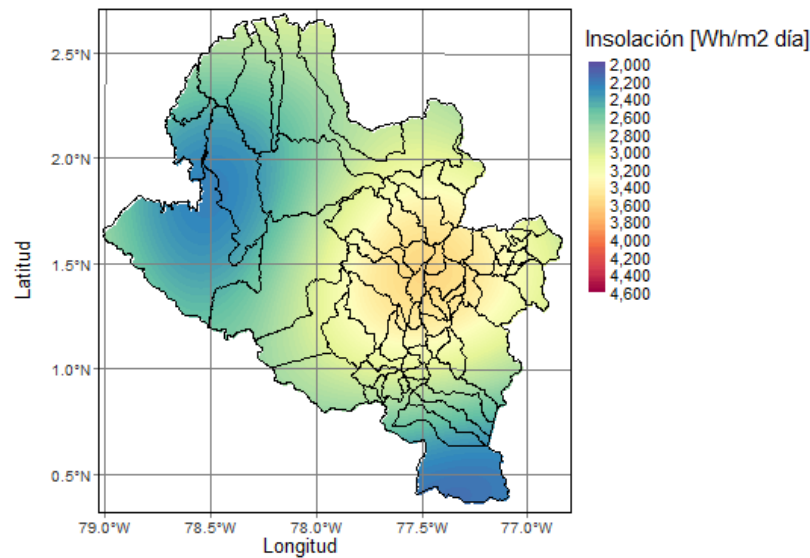 Insolación [Wh/m2 día]
2,000
2,200
2,400
2,600
2,800
3,000
3,200
3,400
3,600
3,800
4,000
4,200
4,400
4,600
Latitud
2.5°N
2.0°N
1.5°N
1.0°N
0.5°N
79.0°W 78.5°W 78.0°W 77.5°W 77.0°W
Longitud